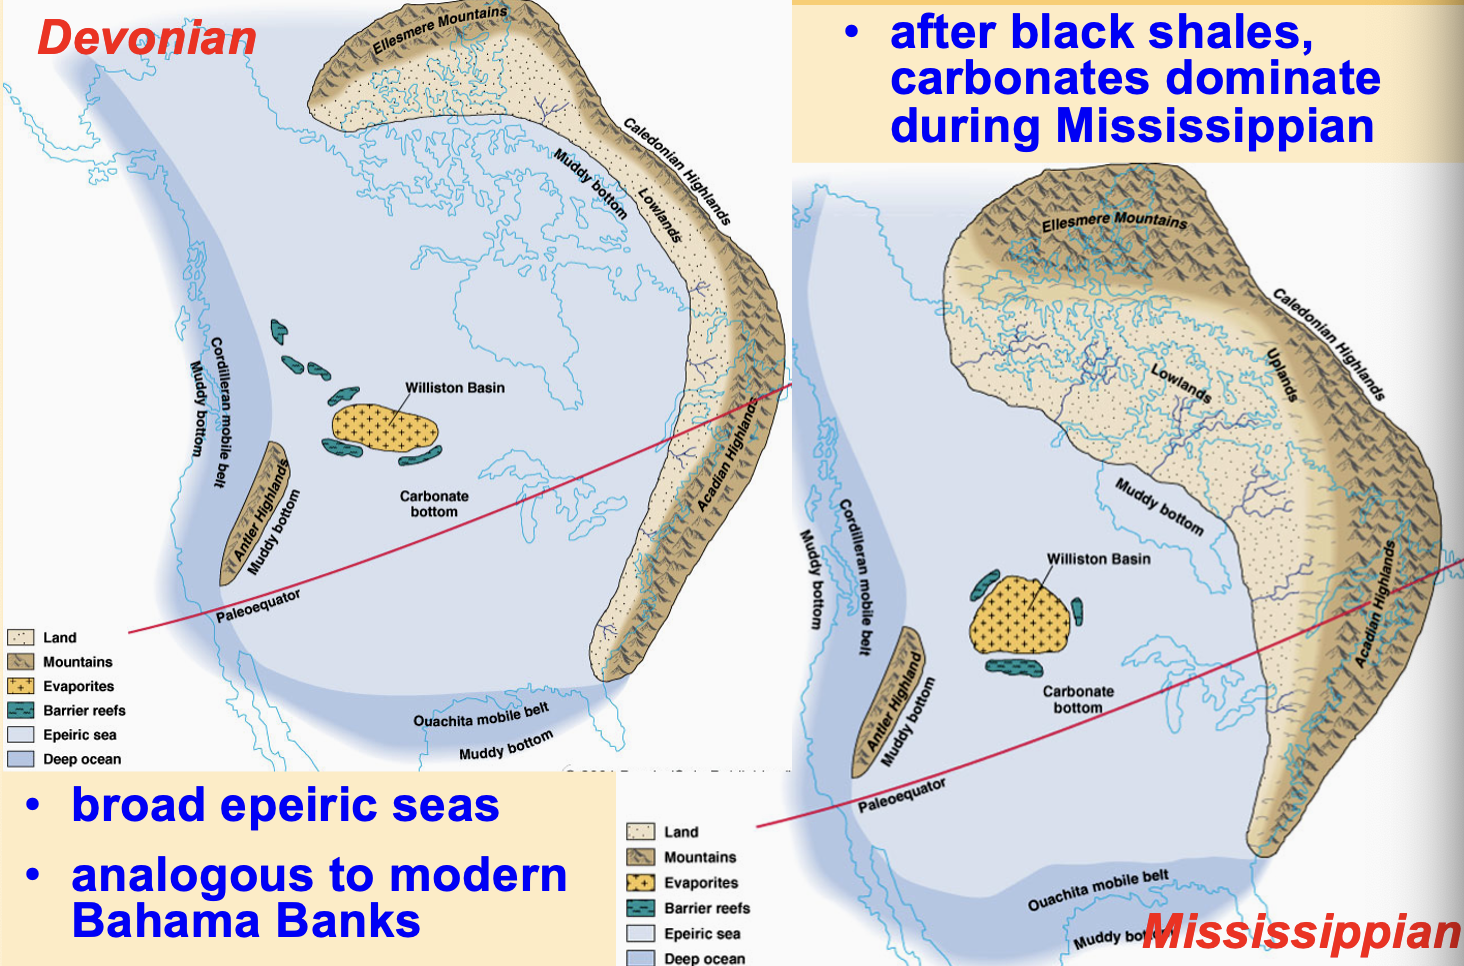 Devonian
Ellesmere Mountains
Caledonian Highlands
Muddy bottom
Lowlands
Cordilleran mobile belt
Muddy bottom
Williston Basin
Antler Highlands
Muddy bottom
Carbonate
bottom
Acadian Highlands
Paleoequator
Ouachita mobile belt
Muddy bottom
Land
Mountains
Evaporites
Barrier reefs
Epeiric sea
Deep ocean
• broad epeiric seas
• analogous to modern
Bahama Banks
• after black shales,
carbonates dominate
during Mississippian
Ellesmere Mountains
Caledonian Highlands
Uplands
Lowlands
Muddy bottom
Cordilleran mobile belt
Muddy bottom
Williston Basin
Antler Highland
Muddy bottom
Carbonate
bottom
Acadian Highlands
Paleoequator
Ouachita mobile belt
Muddy
Mississippian
Land
Mountains
Evaporites
Barrier reefs
Epeiric sea
Deep ocean